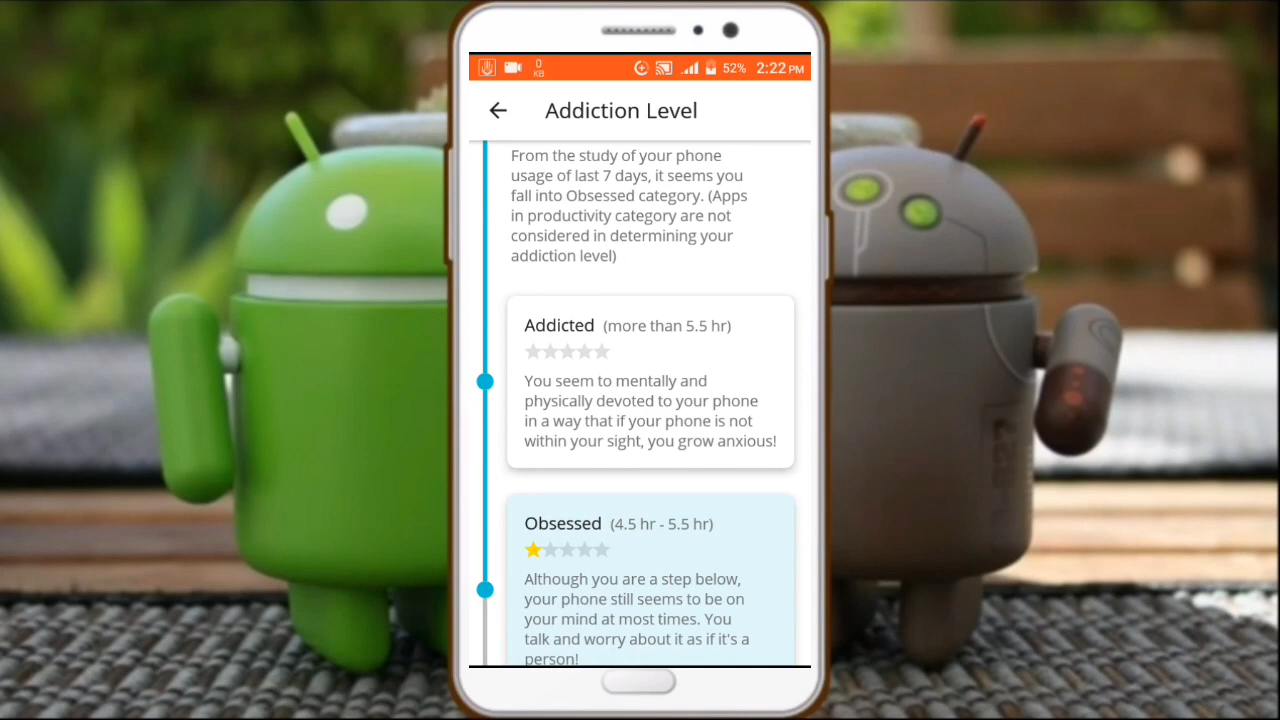 0
KB
52% 2:22 PM
Addiction Level
From the study of your phone
usage of last 7 days, it seems you
fall into Obsessed category. (Apps
in productivity category are not
considered in determining your
addiction level)
Addicted (more than 5.5 hr)
You seem to mentally and
physically devoted to your phone
in a way that if your phone is not
within your sight, you grow anxious!
Obsessed (4.5 hr - 5.5 hr)
Although you are a step below,
your phone still seems to be on
your mind at most times. You
talk and worry about it as if it's a
person!